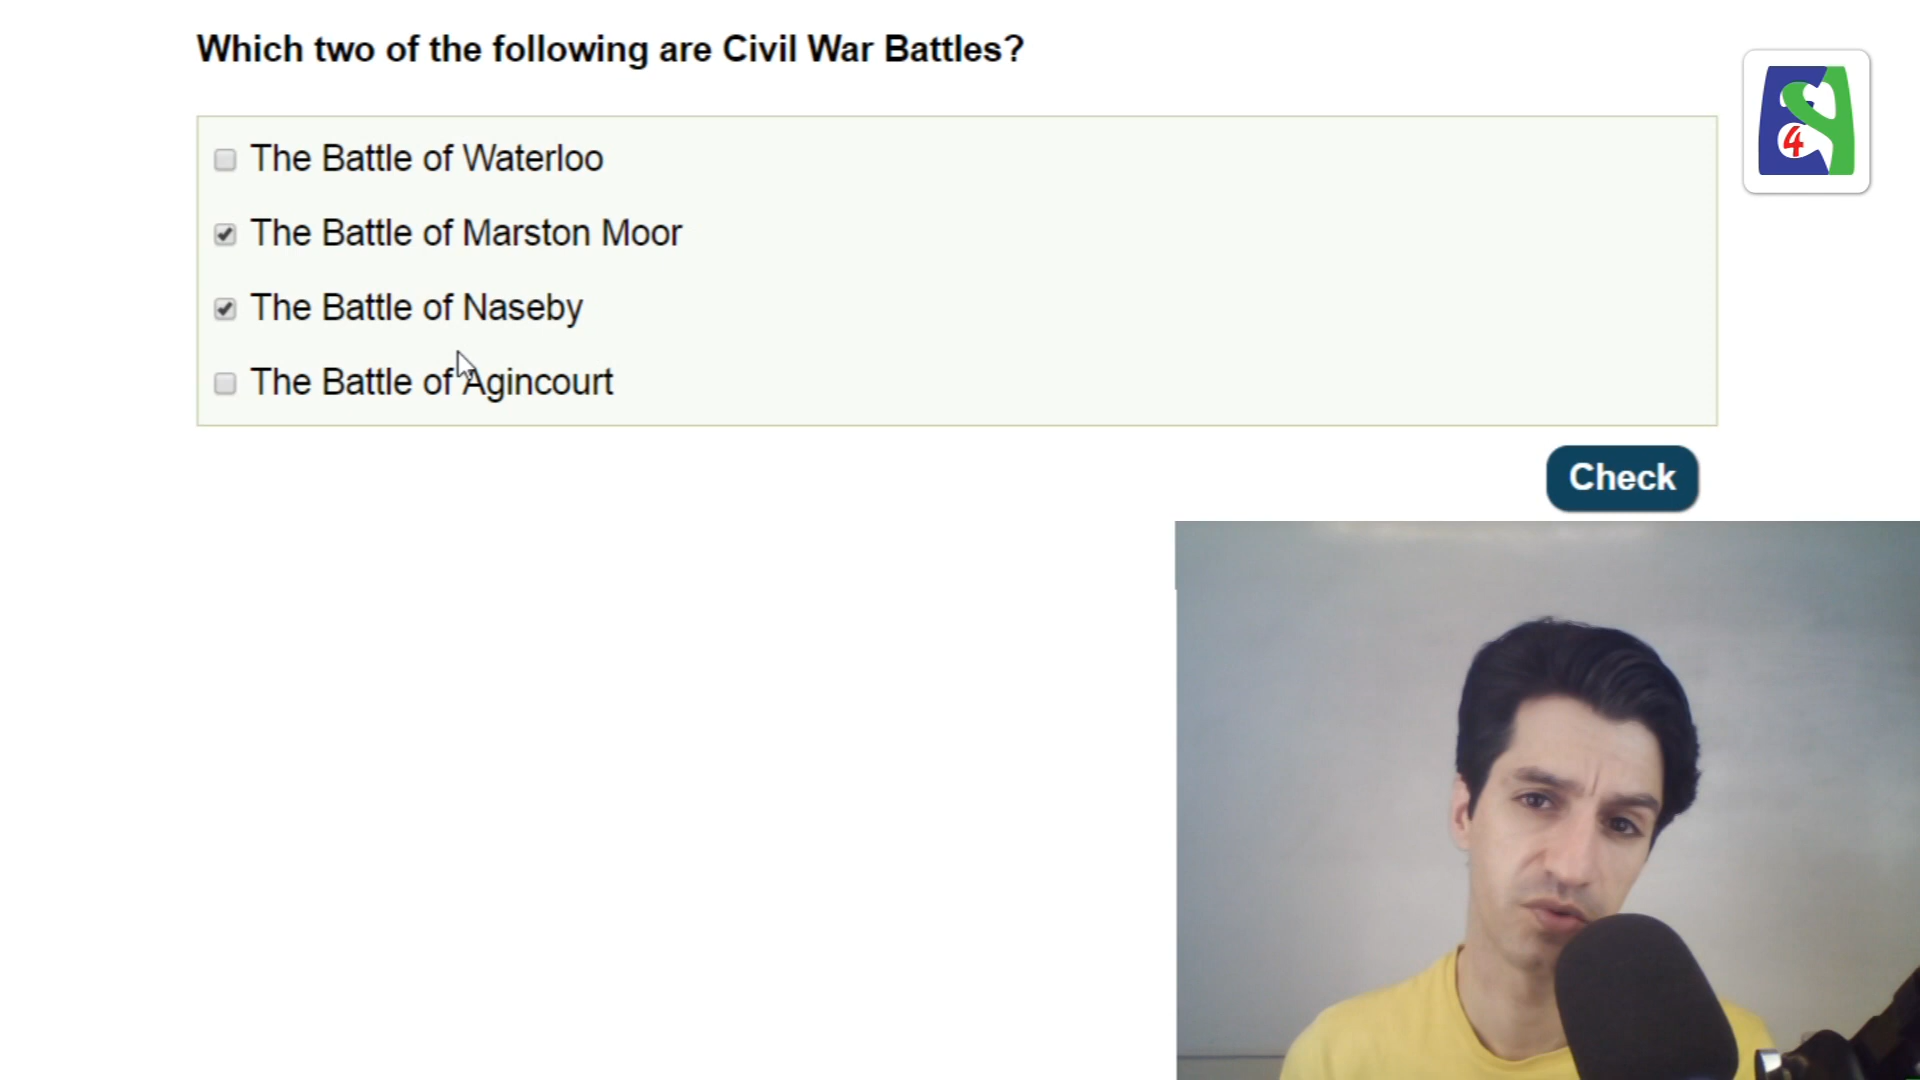 Which two of the following are Civil War Battles?
The Battle of Waterloo
The Battle of Marston Moor
The Battle of Naseby
The Battle of Agincourt
Check
4